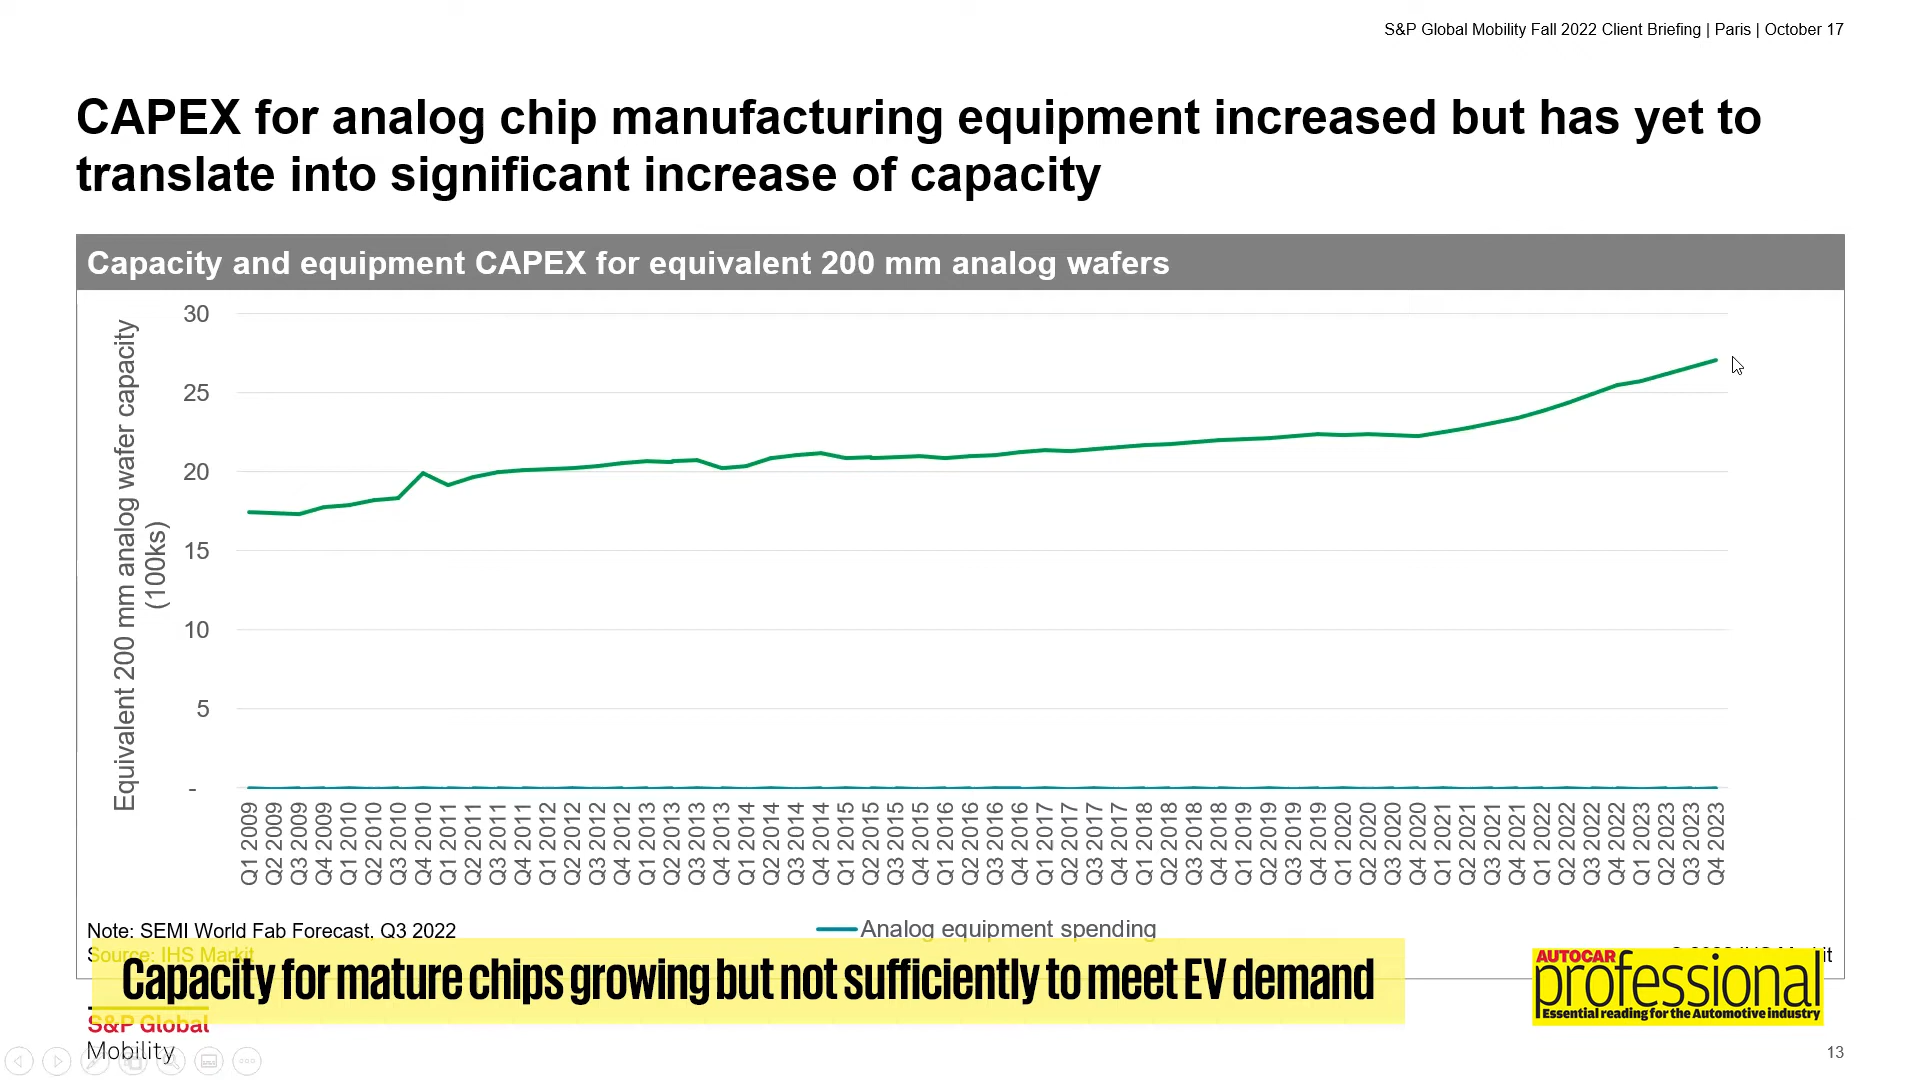 S&P Global Mobility Fall 2022 Client Briefing | Paris | October 17
CAPEX for analog chip manufacturing equipment increased but has yet to
translate into significant increase of capacity
Capacity and equipment CAPEX for equivalent 200 mm analog wafers
Equivalent 200 mm analog wafer capacity
(100ks)
30
25
20
15
10
5
-
Q1 2009
Q2 2009
Q3 2009
Q4 2009
Q1 2010
Q2 2010
Q3 2010
Q4 2010
Q1 2011
Q2 2011
Q3 2011
Q4 2011
Q1 2012
Q2 2012
Q3 2012
Q4 2012
Q1 2013
Q2 2013
Q3 2013
Q4 2013
Q1 2014
Q2 2014
Q3 2014
Q4 2014
Q1 2015
Q2 2015
Q3 2015
Q4 2015
Q1 2016
Q2 2016
Q3 2016
Q4 2016
Q1 2017
Q2 2017
Q3 2017
Q4 2017
Q1 2018
Q2 2018
Q3 2018
Q4 2018
Q1 2019
Q2 2019
Q3 2019
Q4 2019
Q1 2020
Q2 2020
Q3 2020
Q4 2020
Q1 2021
Q2 2021
Q3 2021
Q4 2021
Q1 2022
Q2 2022
Q3 2022
Q4 2022
Q1 2023
Q2 2023
Q3 2023
Q4 2023
Analog equipment spending
Note: SEMI World Fab Forecast, Q3 2022
Source: IHS Markit
Capacity for mature chips growing but not sufficiently to meet EV demand
AUTOCAR
professional
Essential reading for the Automotive industry
S&P Global
Mobility
13